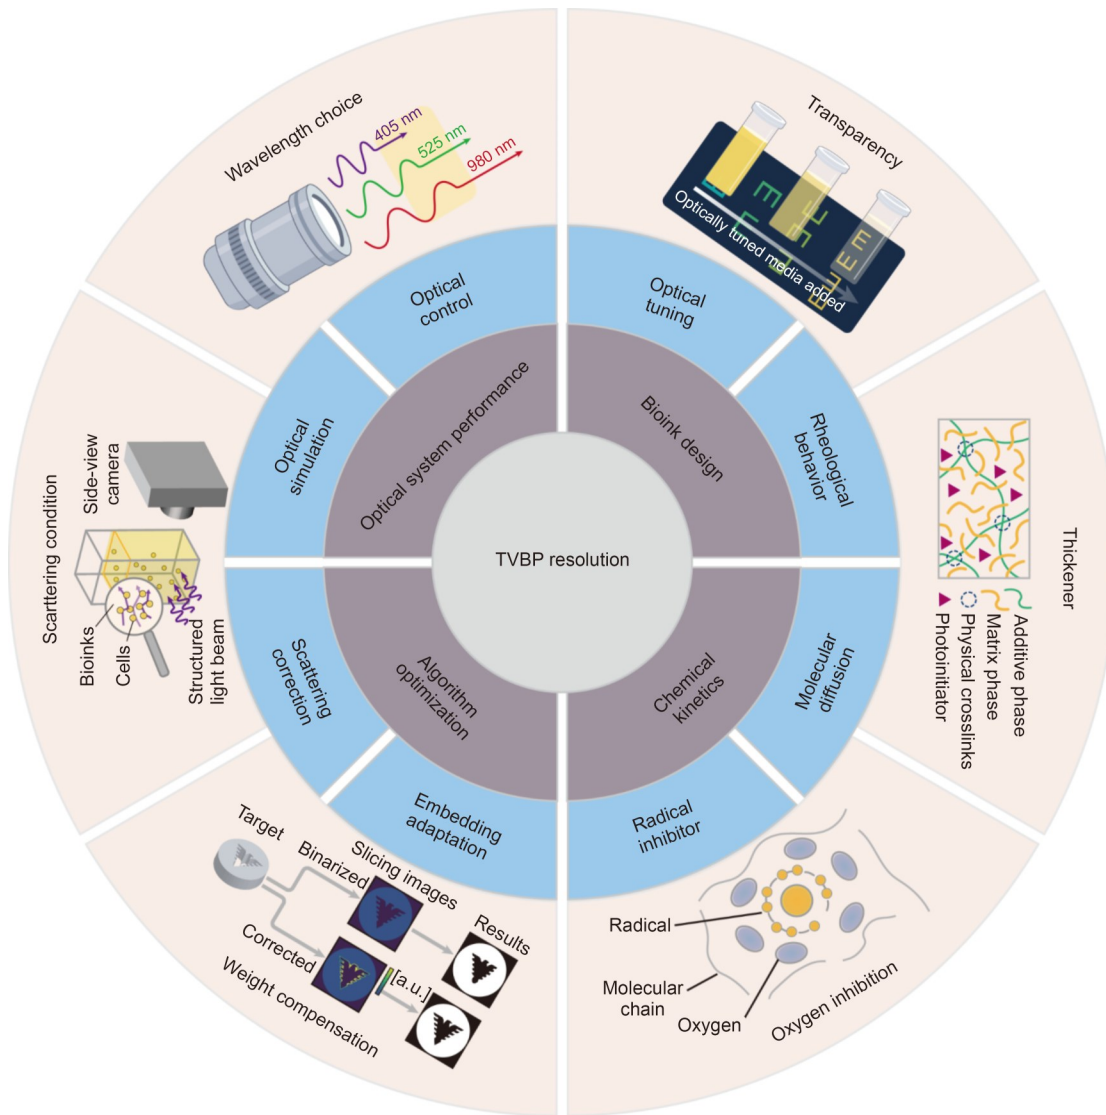 Wavelength choice
405 nm
525 nm
980 nm
Transparency
Optically tuned media added
Optical
control
Optical
tuning
Optical
simulation
Rheological
behavior
Optical system performance
Bioink design
TVBP resolution
Algorithm
optimization
Chemical
kinetics
Scattering
correction
Molecular
diffusion
Embedding
adaptation
Radical
inhibitor
Scarttering condition
Side-view
camera
Bioinks
Cells
Structured
light beam
Thickener
Additive phase
Matrix phase
Physical crosslinks
Photoinitiator
Target
Binarized
Slicing images
Results
Corrected
[a.u.]
Weight compensation
Radical
Molecular
chain
Oxygen
Oxygen inhibition